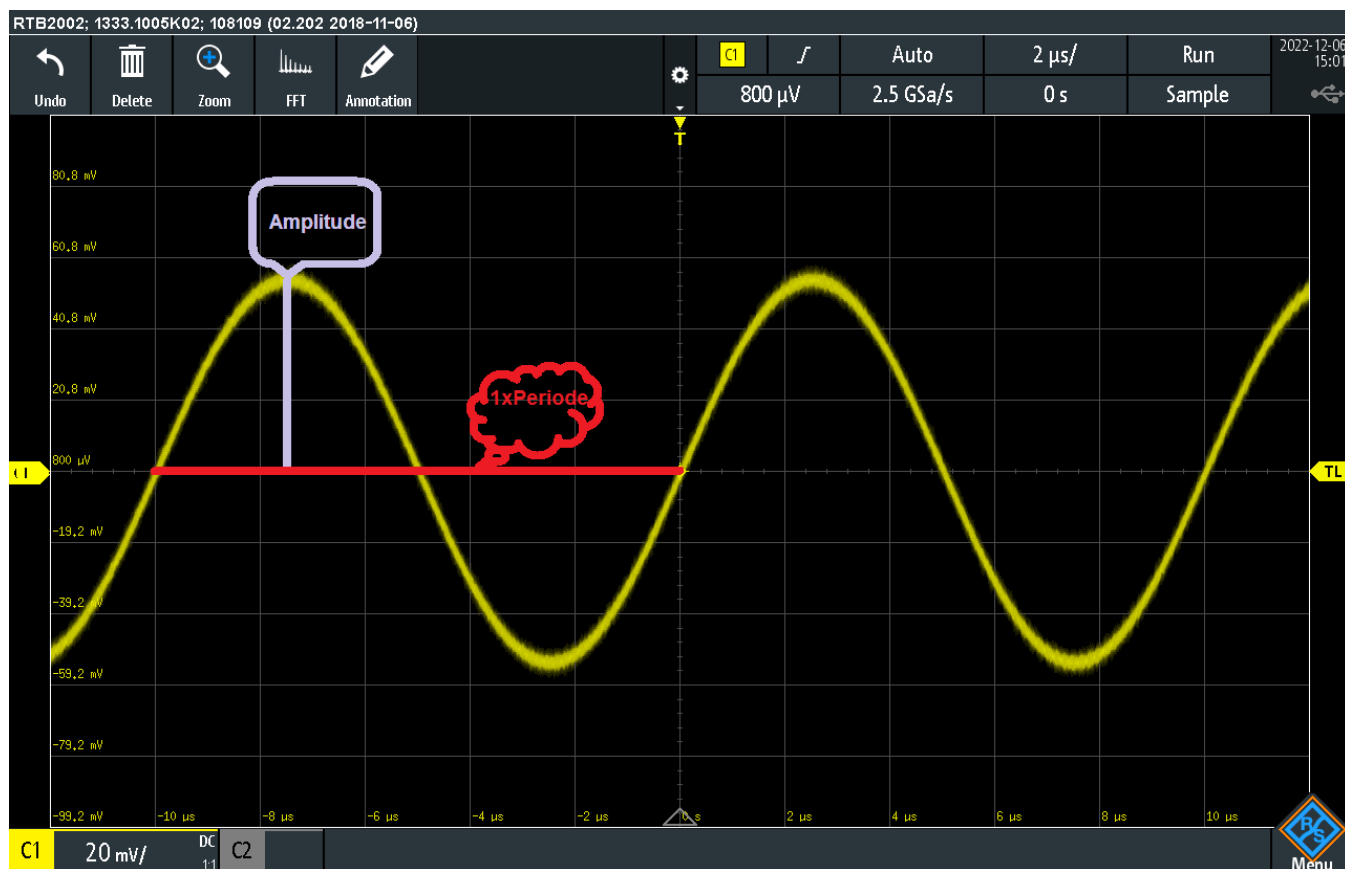 RTB2002; 1333.1005K02; 108109 (02.202 2018-11-06)
Undo
Delete
Zoom
FFT
Annotation
C1
Auto
2 µs/
Run
2022-12-06
15:01
800 µV
2.5 GSa/s
0 s
Sample
T
80.8 mV
Amplitude
60.8 mV
40.8 mV
20.8 mV
1xPeriode
800 µV
TL
-19.2 mV
-39.2 mV
-59.2 mV
-79.2 mV
-99.2 mV
-10 µs
-8 µs
-6 µs
-4 µs
-2 µs
0 s
2 µs
4 µs
6 µs
8 µs
10 µs
R&S
C1
20 mV/
DC
1:1
C2
Menu